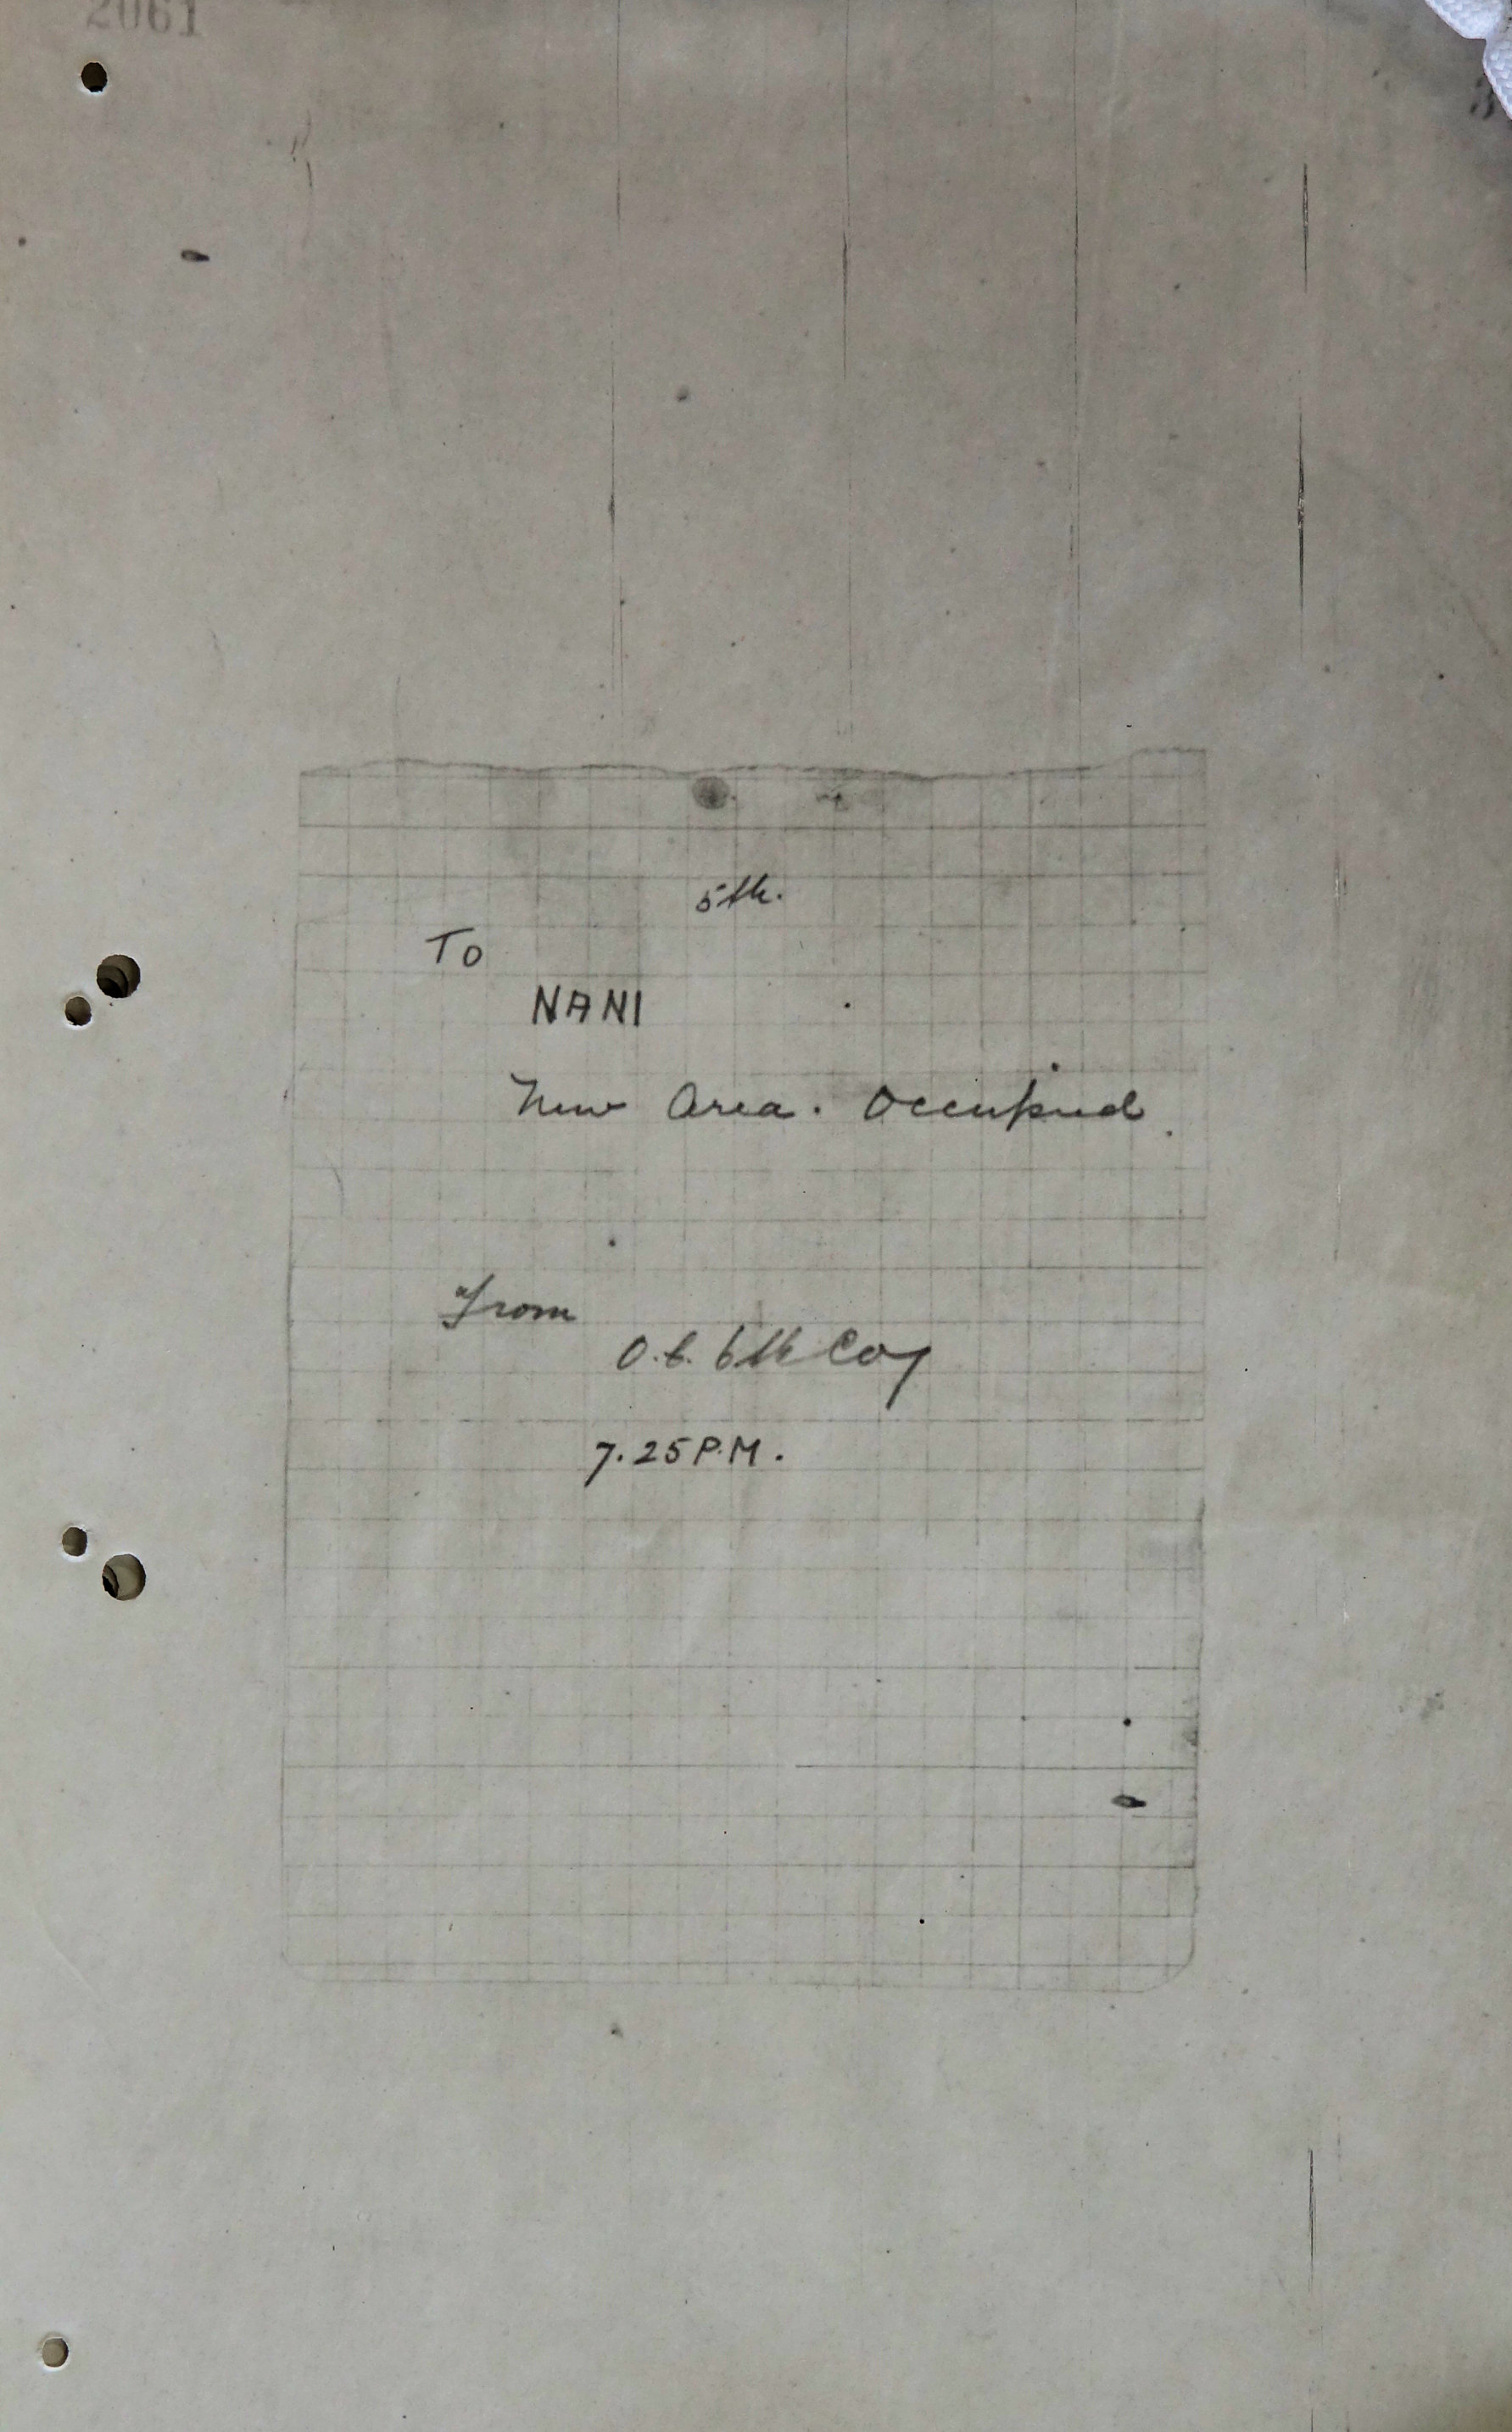 2061
5th.
To
NANI
New Area. Occupied.
From
O.C. 6th Coy
7.25 P.M.